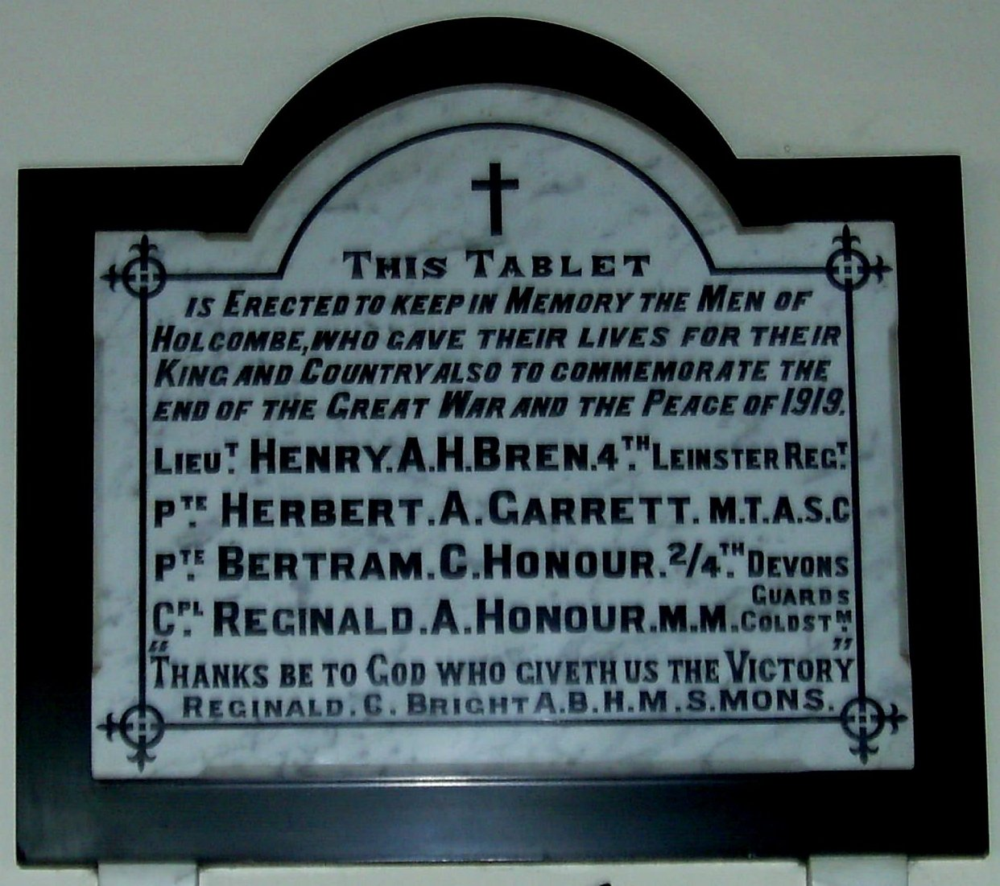 THIS TABLET
IS ERECTED TO KEEP IN MEMORY THE MEN OF
HOLCOMBE, WHO GAVE THEIR LIVES FOR THEIR
KING AND COUNTRY ALSO TO COMMEMORATE THE
END OF THE GREAT WAR AND THE PEACE OF 1919.
LIEUT. HENRY.A.H.BREN.4TH.LEINSTER REGT.
PTE. HERBERT.A.GARRETT.M.T.A.S.C
PTE. BERTRAM.C.HONOUR.2/4TH.DEVONS
CPL. REGINALD.A.HONOUR.M.M.COLDSTM. GUARDS
"THANKS BE TO GOD WHO GIVETH US THE VICTORY"
REGINALD.C.BRIGHT A.B.H.M.S.MONS.